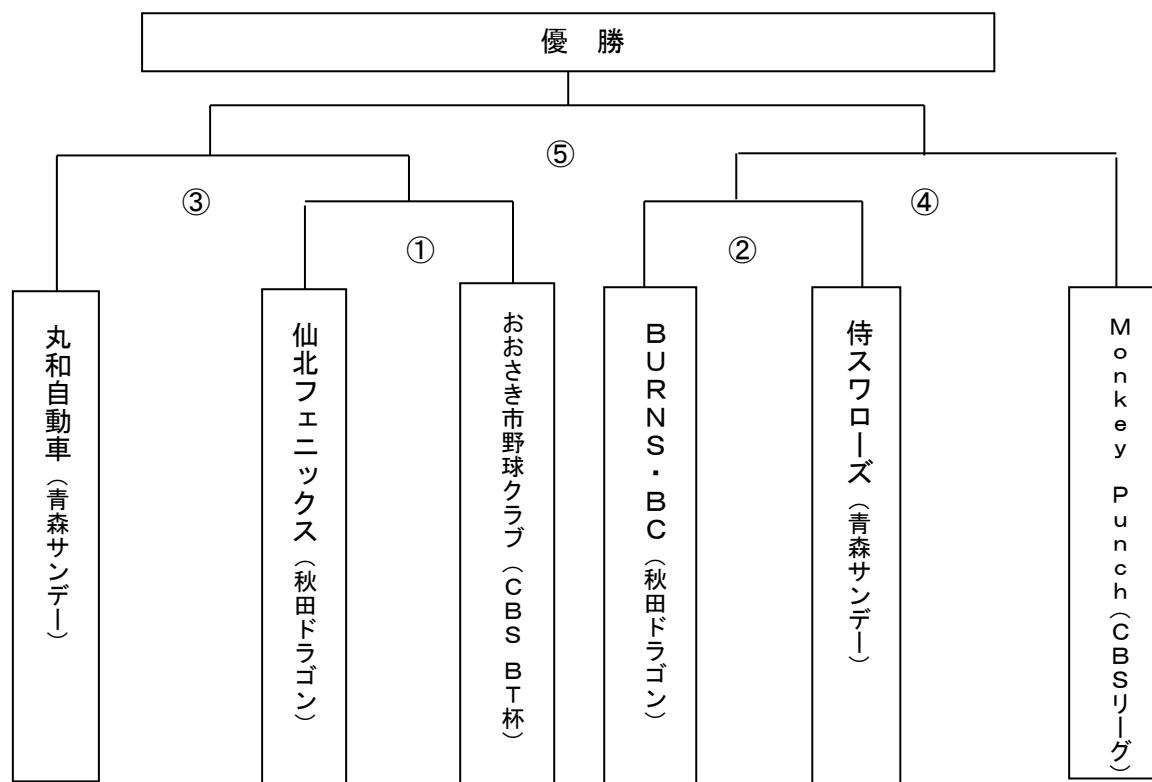 優　勝
⑤
③
④
①
②
丸和自動車（青森サンデー）
仙北フェニックス（秋田ドラゴン）
おおさき市野球クラブ（CBS BT杯）
BURNS・BC（秋田ドラゴン）
侍スワローズ（青森サンデー）
Monkey Punch（CBSリーグ）